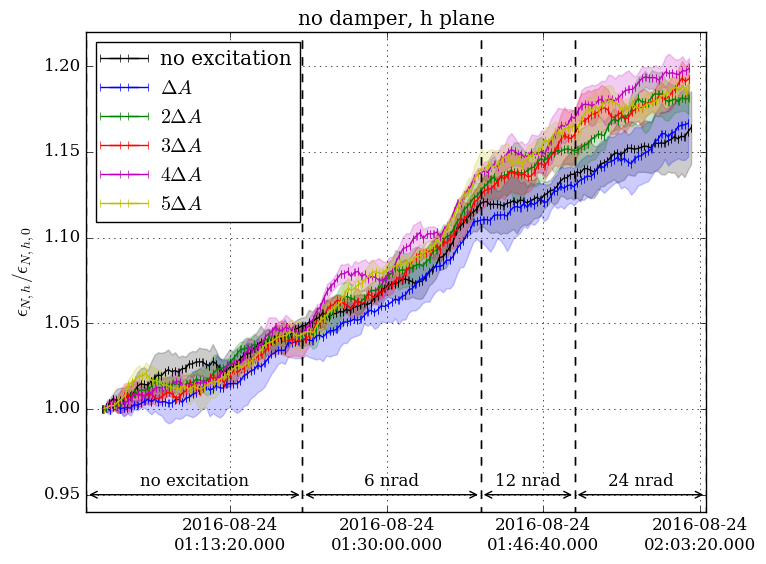 no damper, h plane
1.20
1.15
1.10
1.05
1.00
0.95
ϵN,h/ϵN,h,0
no excitation
ΔA
2ΔA
3ΔA
4ΔA
5ΔA
no excitation
6 nrad
12 nrad
24 nrad
2016-08-24
01:13:20.000
2016-08-24
01:30:00.000
2016-08-24
01:46:40.000
2016-08-24
02:03:20.000